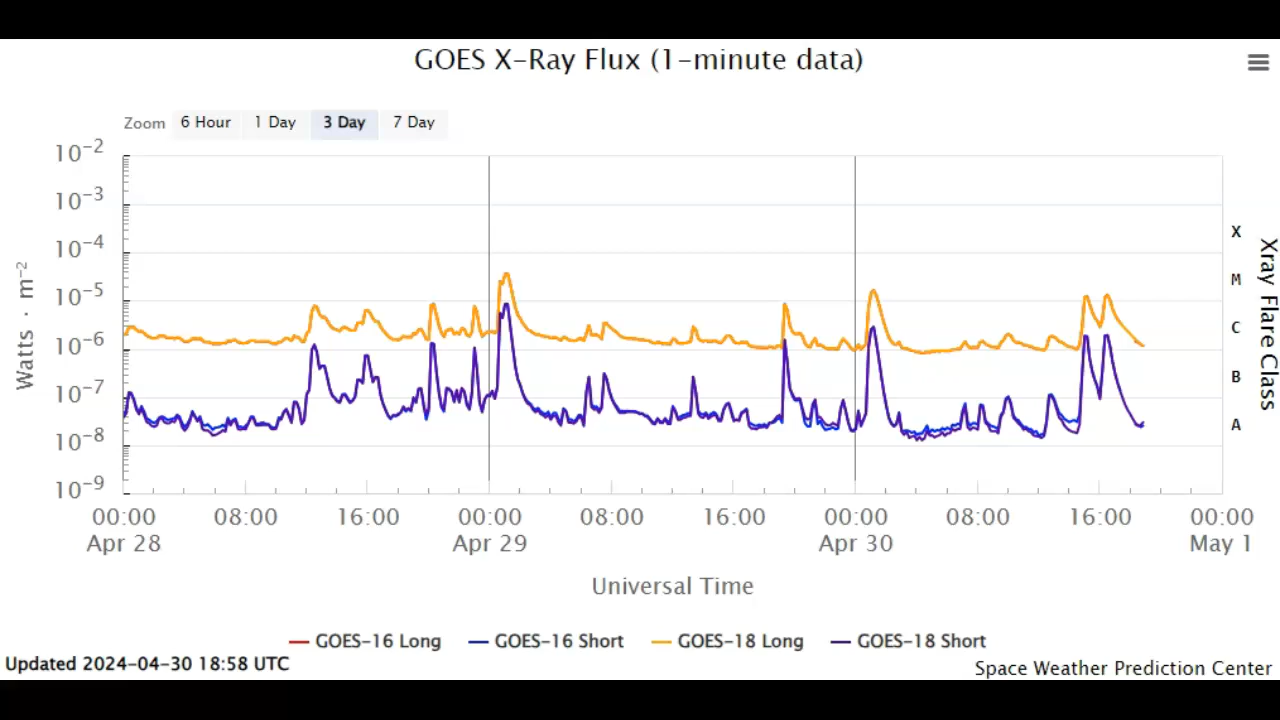 GOES X-Ray Flux (1-minute data)
Zoom 6 Hour 1 Day 3 Day 7 Day
10⁻²
10⁻³
10⁻⁴
10⁻⁵
10⁻⁶
10⁻⁷
10⁻⁸
10⁻⁹
Watts · m⁻²
X
M
C
B
A
Xray Flare Class
00:00 08:00 16:00 00:00 08:00 16:00 00:00 08:00 16:00 00:00
Apr 28 Apr 29 Apr 30 May 1
Universal Time
GOES-16 Long GOES-16 Short GOES-18 Long GOES-18 Short
Updated 2024-04-30 18:58 UTC
Space Weather Prediction Center